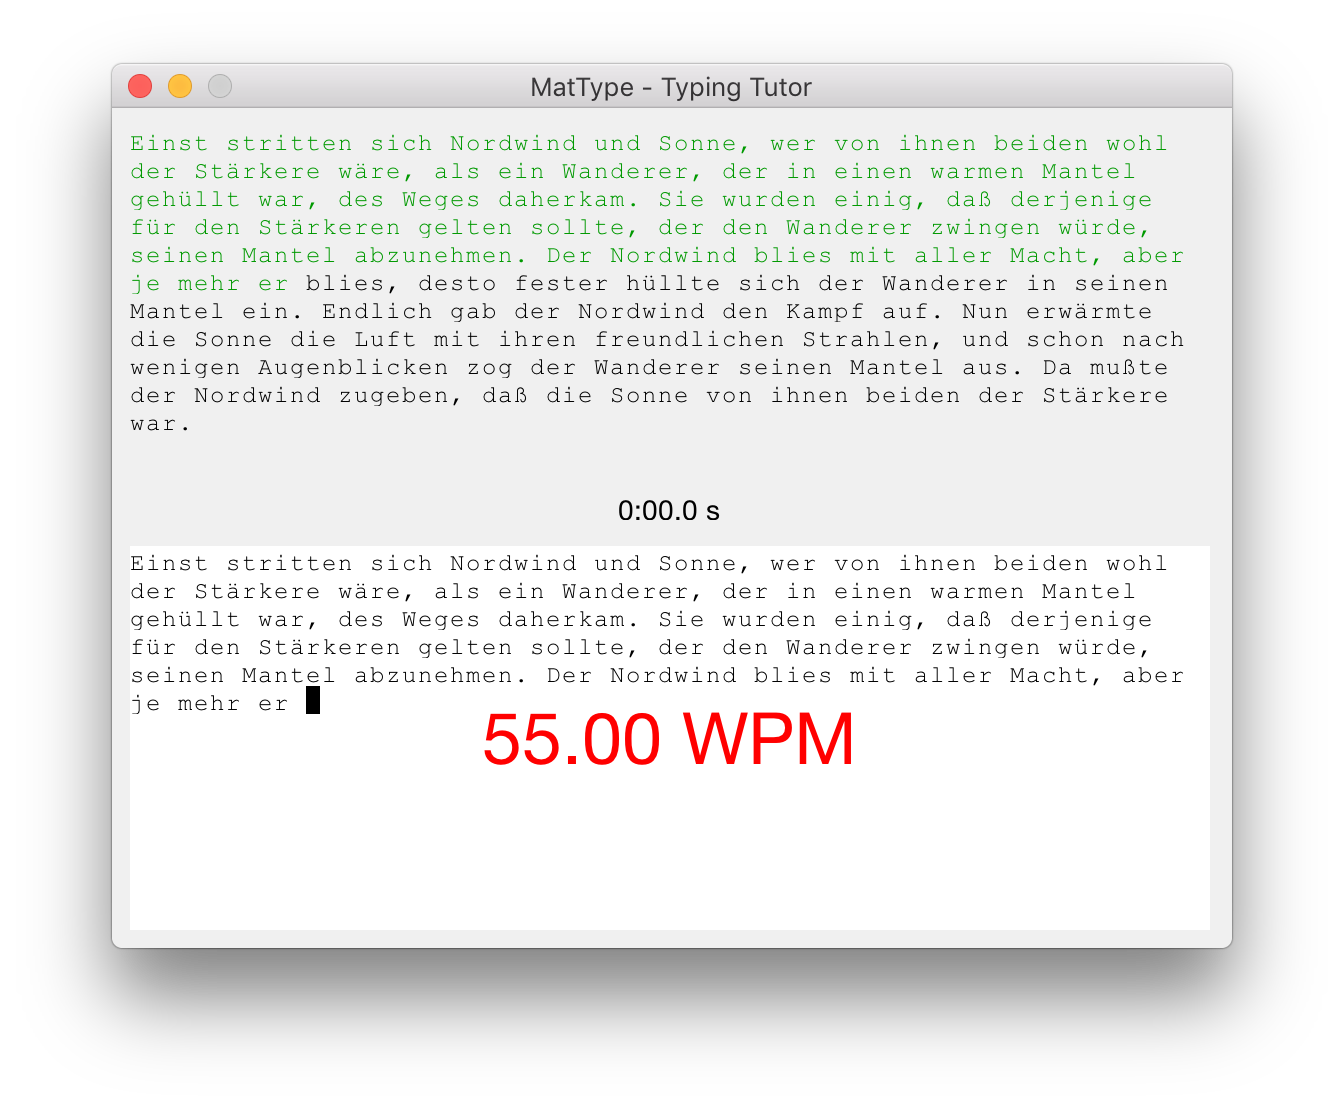 MatType - Typing Tutor
Einst stritten sich Nordwind und Sonne, wer von ihnen beiden wohl
der Stärkere wäre, als ein Wanderer, der in einen warmen Mantel
gehüllt war, des Weges daherkam. Sie wurden einig, daß derjenige
für den Stärkeren gelten sollte, der den Wanderer zwingen würde,
seinen Mantel abzunehmen. Der Nordwind blies mit aller Macht, aber
je mehr er blies, desto fester hüllte sich der Wanderer in seinen
Mantel ein. Endlich gab der Nordwind den Kampf auf. Nun erwärmte
die Sonne die Luft mit ihren freundlichen Strahlen, und schon nach
wenigen Augenblicken zog der Wanderer seinen Mantel aus. Da mußte
der Nordwind zugeben, daß die Sonne von ihnen beiden der Stärkere
war.
0:00.0 s
Einst stritten sich Nordwind und Sonne, wer von ihnen beiden wohl
der Stärkere wäre, als ein Wanderer, der in einen warmen Mantel
gehüllt war, des Weges daherkam. Sie wurden einig, daß derjenige
für den Stärkeren gelten sollte, der den Wanderer zwingen würde,
seinen Mantel abzunehmen. Der Nordwind blies mit aller Macht, aber
je mehr er
55.00 WPM